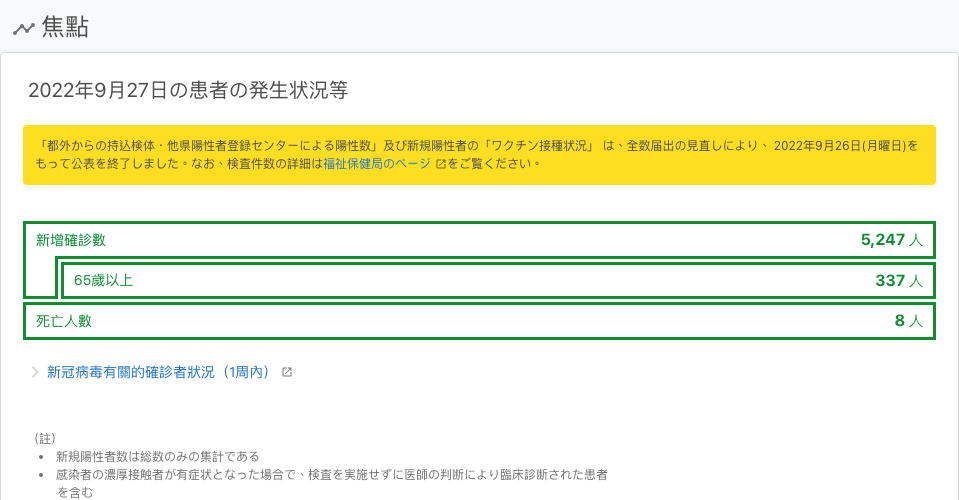 焦點
2022年9月27日の患者の発生状況等
「都外からの持込検体・他県陽性者登録センターによる陽性数」及び新規陽性者の「ワクチン接種状況」 は、全数届出の見直しにより、 2022年9月26日(月曜日)を
もって公表を終了しました。なお、検査件数の詳細は福祉保健局のページ をご覧ください。
新增確診數 5,247 人
65歲以上 337 人
死亡人數 8 人
新冠病毒有關的確診者狀況（1周內）
（註）
• 新規陽性者数は総数のみの集計である
• 感染者の濃厚接触者が有症状となった場合で、検査を実施せずに医師の判断により臨床診断された患者
を含む